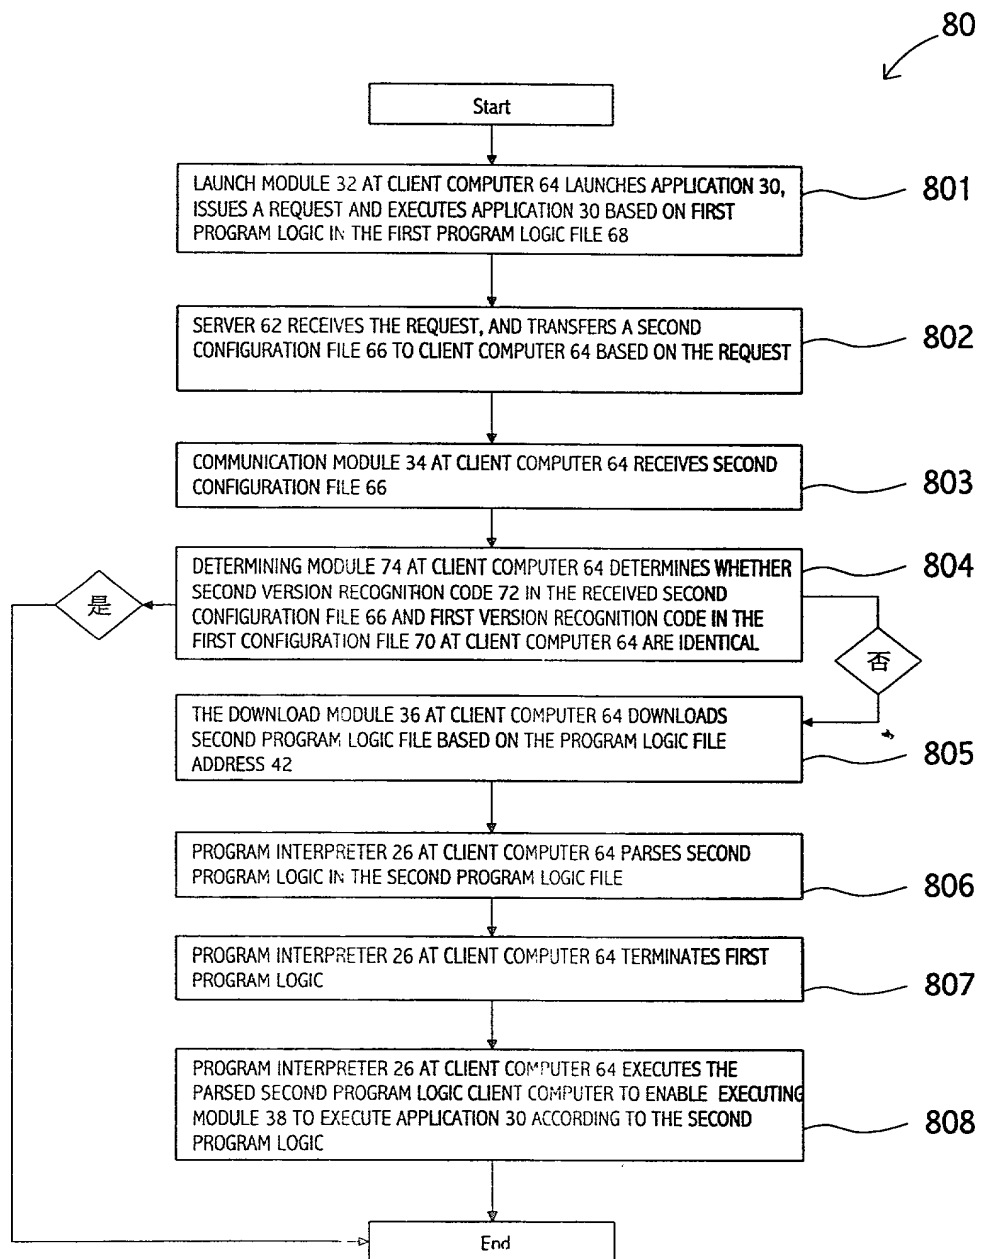 80
Start
LAUNCH MODULE 32 AT CLIENT COMPUTER 64 LAUNCHES APPLICATION 30,
ISSUES A REQUEST AND EXECUTES APPLICATION 30 BASED ON FIRST
PROGRAM LOGIC IN THE FIRST PROGRAM LOGIC FILE 68
801
SERVER 62 RECEIVES THE REQUEST, AND TRANSFERS A SECOND
CONFIGURATION FILE 66 TO CLIENT COMPUTER 64 BASED ON THE REQUEST
802
COMMUNICATION MODULE 34 AT CLIENT COMPUTER 64 RECEIVES SECOND
CONFIGURATION FILE 66
803
DETERMINING MODULE 74 AT CLIENT COMPUTER 64 DETERMINES WHETHER
SECOND VERSION RECOGNITION CODE 72 IN THE RECEIVED SECOND
CONFIGURATION FILE 66 AND FIRST VERSION RECOGNITION CODE IN THE
FIRST CONFIGURATION FILE 70 AT CLIENT COMPUTER 64 ARE IDENTICAL
804
是
否
THE DOWNLOAD MODULE 36 AT CLIENT COMPUTER 64 DOWNLOADS
SECOND PROGRAM LOGIC FILE BASED ON THE PROGRAM LOGIC FILE
ADDRESS 42
805
PROGRAM INTERPRETER 26 AT CLIENT COMPUTER 64 PARSES SECOND
PROGRAM LOGIC IN THE SECOND PROGRAM LOGIC FILE
806
PROGRAM INTERPRETER 26 AT CLIENT COMPUTER 64 TERMINATES FIRST
PROGRAM LOGIC
807
PROGRAM INTERPRETER 26 AT CLIENT COMPUTER 64 EXECUTES THE
PARSED SECOND PROGRAM LOGIC CLIENT COMPUTER TO ENABLE EXECUTING
MODULE 38 TO EXECUTE APPLICATION 30 ACCORDING TO THE SECOND
PROGRAM LOGIC
808
End